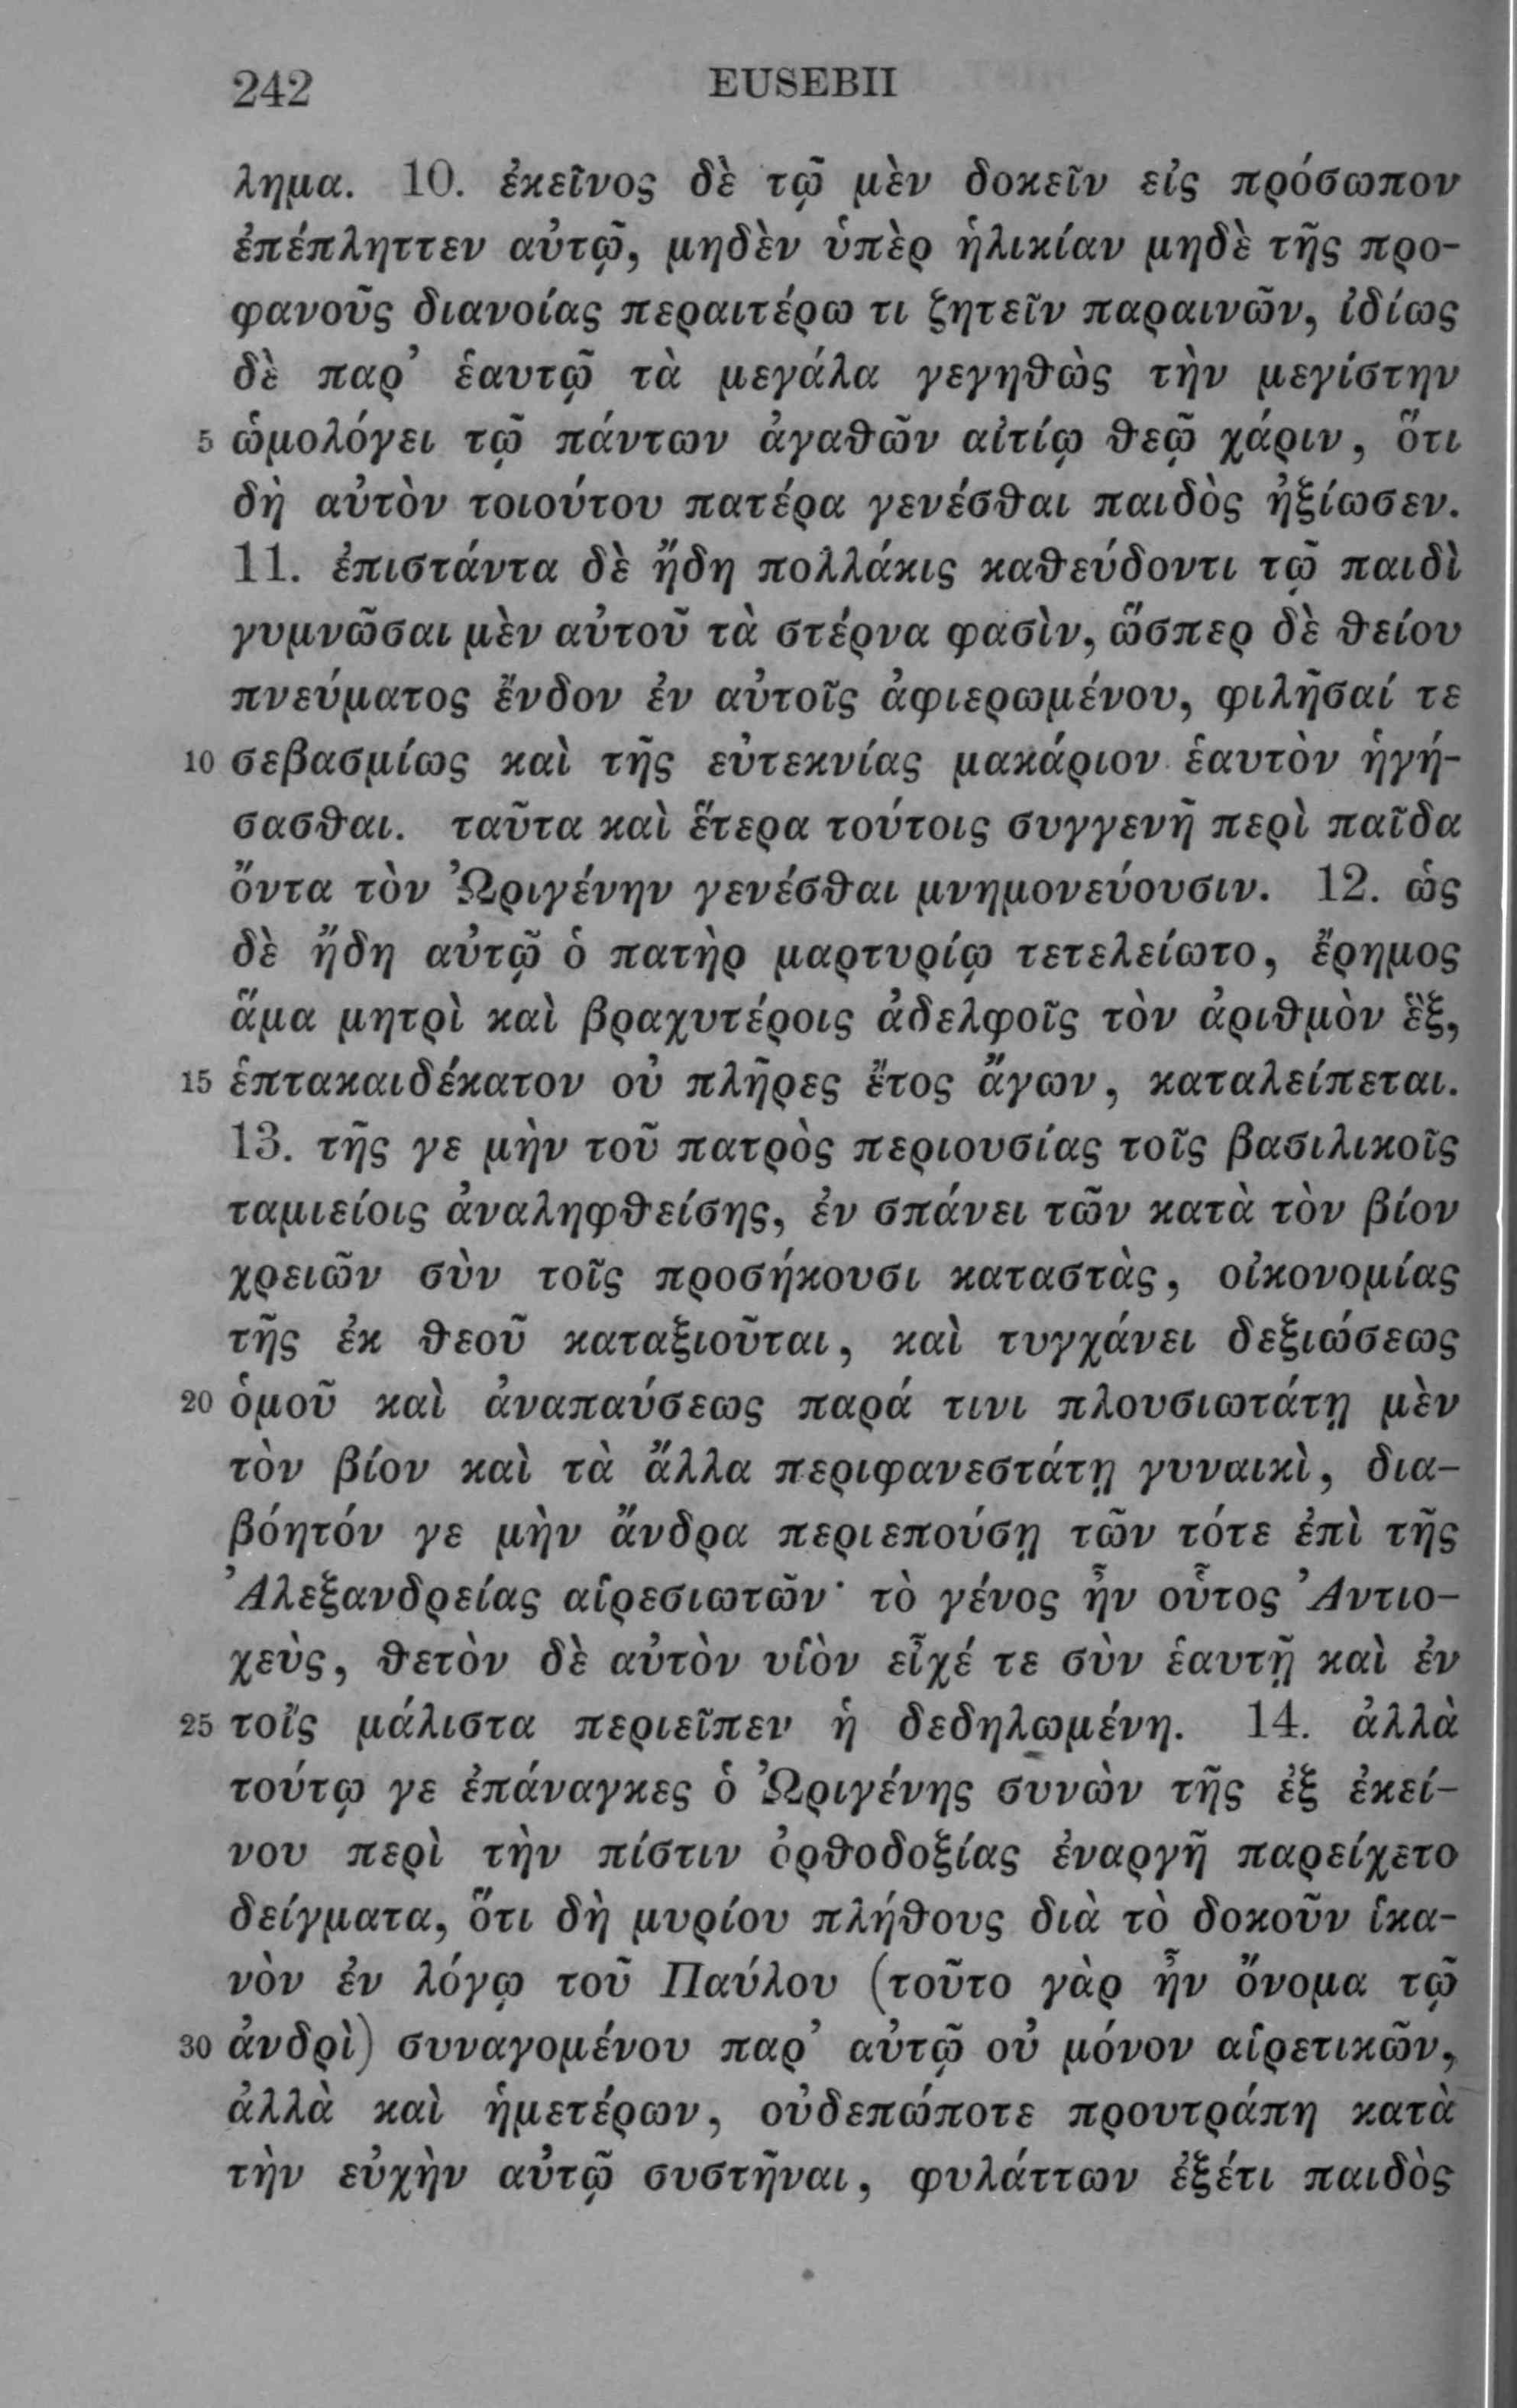 242 EUSEBII
λημα. 10. ἐκεῖνος δὲ τῷ μὲν δοκεῖν εἰς πρόσωπον
ἐπέπληττεν αὐτῷ, μηδὲν ὑπὲρ ἡλικίαν μηδὲ τῆς προ-
φανοῦς διανοίας περαιτέρω τι ζητεῖν παραινῶν, ἰδίως
δὲ παρ’ ἑαυτῷ τὰ μεγάλα γεγηθὼς τὴν μεγίστην
5 ὡμολόγει τῷ πάντων ἀγαθῶν αἰτίῳ θεῷ χάριν, ὅτι
δὴ αὐτὸν τοιούτου πατέρα γενέσθαι παιδὸς ἠξίωσεν.
11. ἐπιστάντα δὲ ἤδη πολλάκις καθεύδοντι τῷ παιδὶ
γυμνῶσαι μὲν αὐτοῦ τὰ στέρνα φασὶν, ὥσπερ δὲ θείου
πνεύματος ἔνδον ἐν αὐτοῖς ἀφιερωμένου, φιλῆσαί τε
10 σεβασμίως καὶ τῆς εὐτεκνίας μακάριον ἑαυτὸν ἡγή-
σασθαι. ταῦτα καὶ ἕτερα τούτοις συγγενῆ περὶ παῖδα
ὄντα τὸν Ὠριγένην γενέσθαι μνημονεύουσιν. 12. ὡς
δὲ ἤδη αὐτῷ ὁ πατὴρ μαρτυρίῳ τετελείωτο, ἔρημος
ἅμα μητρὶ καὶ βραχυτέροις ἀδελφοῖς τὸν ἀριθμὸν ἓξ,
15 ἑπτακαιδέκατον οὐ πλῆρες ἔτος ἄγων, καταλείπεται.
13. τῆς γε μὴν τοῦ πατρὸς περιουσίας τοῖς βασιλικοῖς
ταμιείοις ἀναληφθείσης, ἐν σπάνει τῶν κατὰ τὸν βίον
χρειῶν σὺν τοῖς προσήκουσι καταστὰς, οἰκονομίας
τῆς ἐκ θεοῦ καταξιοῦται, καὶ τυγχάνει δεξιώσεως
20 ὁμοῦ καὶ ἀναπαύσεως παρά τινι πλουσιωτάτῃ μὲν
τὸν βίον καὶ τὰ ἄλλα περιφανεστάτῃ γυναικὶ, δια-
βόητόν γε μὴν ἄνδρα περιεπούσῃ τῶν τότε ἐπὶ τῆς
Ἀλεξανδρείας αἱρεσιωτῶν· τὸ γένος ἦν οὗτος Ἀντιο-
χεὺς, θετὸν δὲ αὐτὸν υἱὸν εἶχέ τε σὺν ἑαυτῇ καὶ ἐν
25 τοῖς μάλιστα περιεῖπεν ἡ δεδηλωμένη. 14. ἀλλὰ
τούτῳ γε ἐπάναγκες ὁ Ὠριγένης συνὼν τῆς ἐξ ἐκεί-
νου περὶ τὴν πίστιν ὀρθοδοξίας ἐναργῆ παρείχετο
δείγματα, ὅτι δὴ μυρίου πλήθους διὰ τὸ δοκοῦν ἱκα-
νὸν ἐν λόγῳ τοῦ Παύλου (τοῦτο γὰρ ἦν ὄνομα τῷ
30 ἀνδρὶ) συναγομένου παρ’ αὐτῷ οὐ μόνον αἱρετικῶν,
ἀλλὰ καὶ ἡμετέρων, οὐδεπώποτε προυτράπη κατὰ
τὴν εὐχὴν αὐτῷ συστῆναι, φυλάττων ἐξέτι παιδὸς